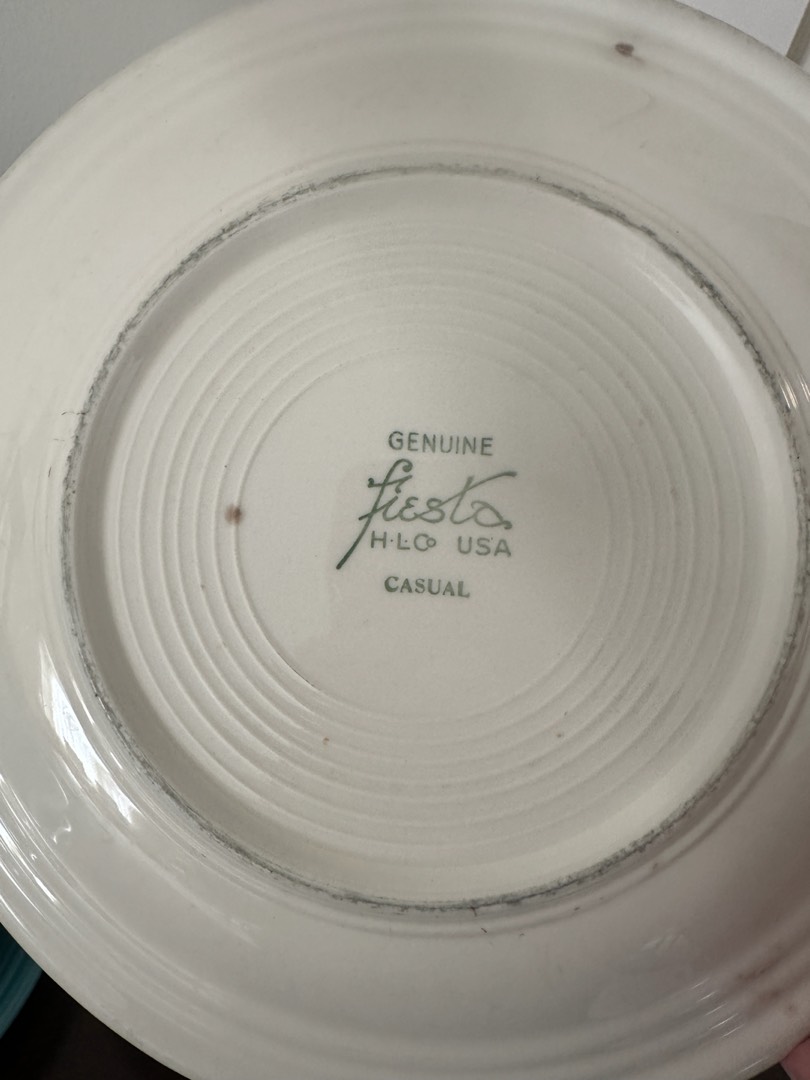 GENUINE
fiesta
H·L·Co USA
CASUAL